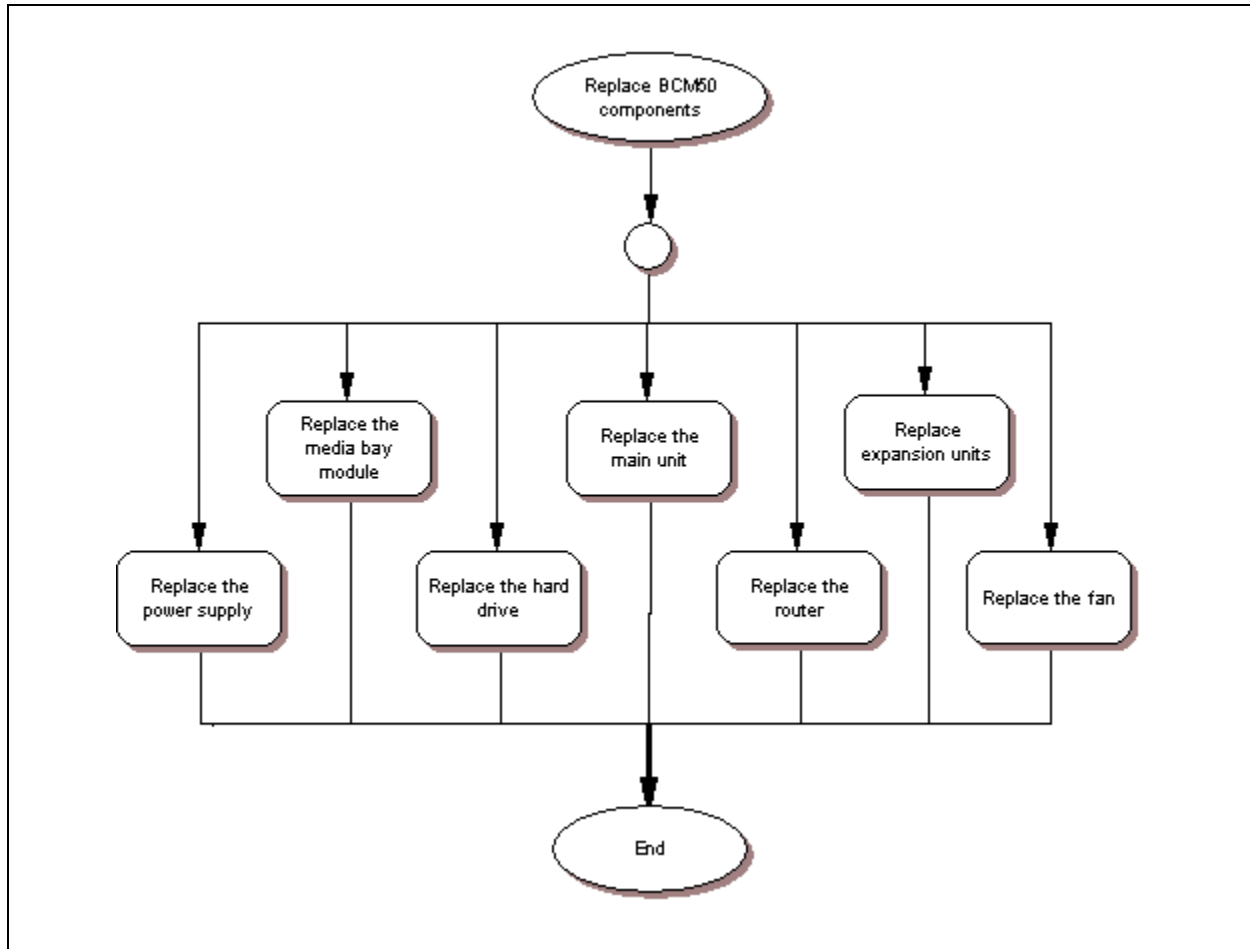 Replace BCM50
components
Replace the
media bay
module
Replace the
main unit
Replace
expansion units
Replace the
power supply
Replace the hard
drive
Replace the
router
Replace the fan
End